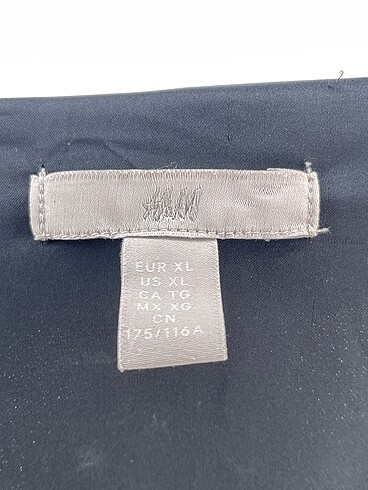 H&M
EUR XL
US XL
CA TG
MX XG
CN
175/116A